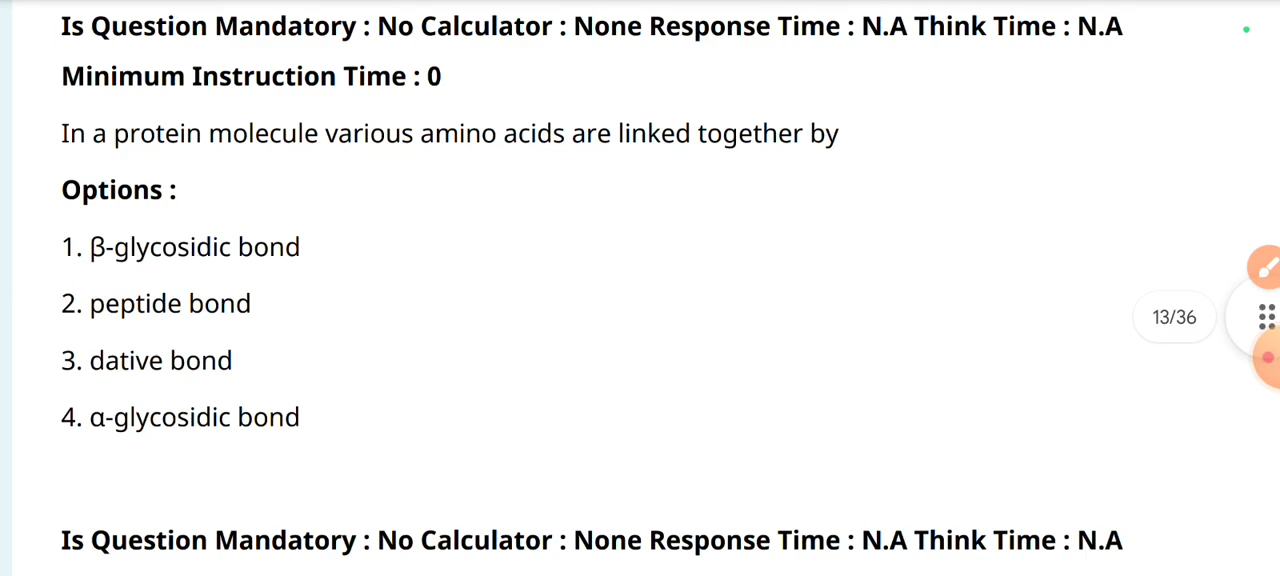 Is Question Mandatory : No Calculator : None Response Time : N.A Think Time : N.A
Minimum Instruction Time : 0
In a protein molecule various amino acids are linked together by
Options :
1. β-glycosidic bond
2. peptide bond
3. dative bond
4. α-glycosidic bond
13/36
Is Question Mandatory : No Calculator : None Response Time : N.A Think Time : N.A